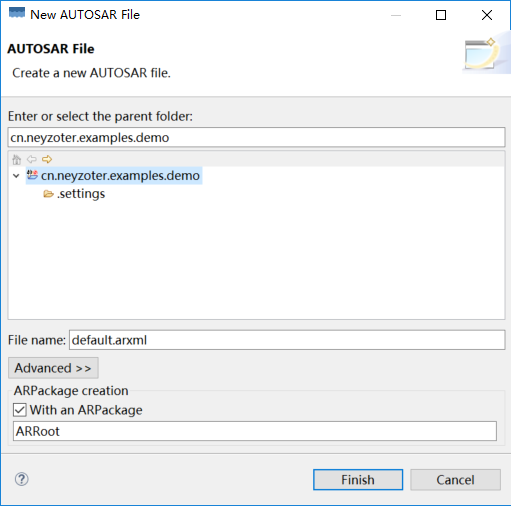 New AUTOSAR File
AUTOSAR File
Create a new AUTOSAR file.
Enter or select the parent folder:
cn.neyzoter.examples.demo
cn.neyzoter.examples.demo
.settings
File name: default.arxml
Advanced >>
ARPackage creation
With an ARPackage
ARRoot
Finish Cancel